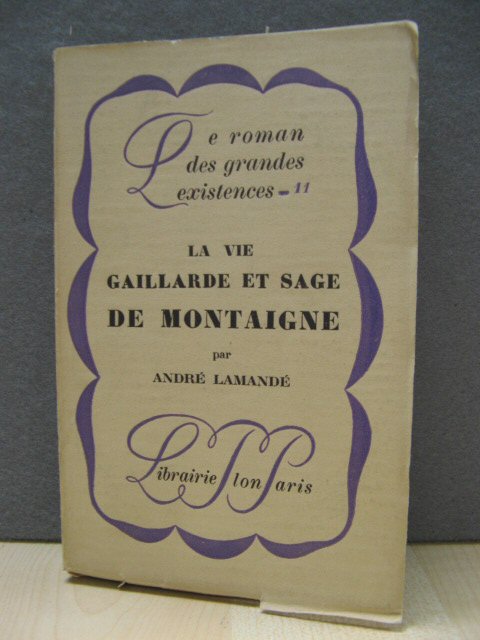 Le roman
des grandes
existences - 11
LA VIE
GAILLARDE ET SAGE
DE MONTAIGNE
par
ANDRÉ LAMANDÉ
Librairie Plon Paris